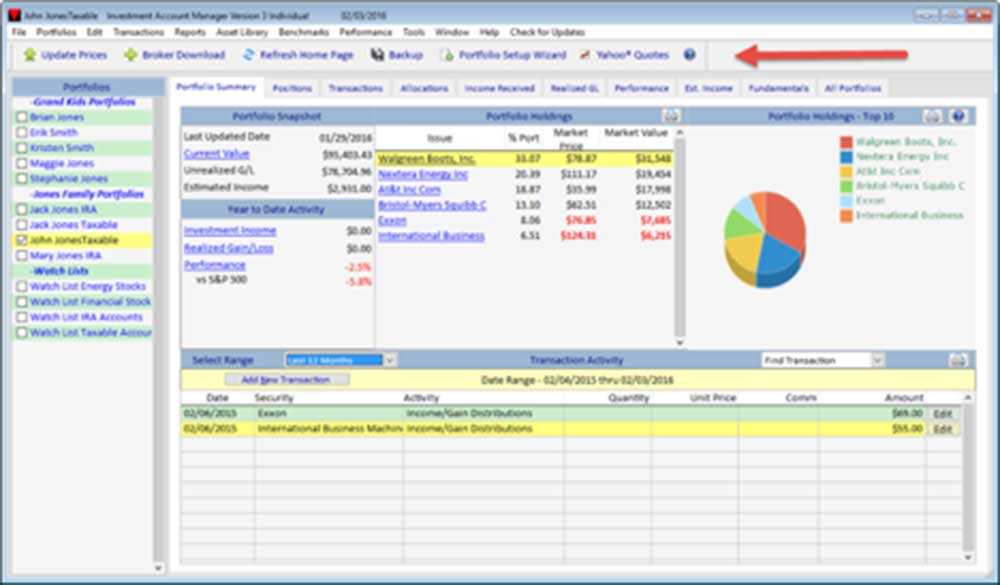 John JonesTaxable Investment Account Manager Version 3 Individual 02/03/2016
File Portfolios Edit Transactions Reports Asset Library Benchmarks Performance Tools Window Help Check for Updates
Update Prices Broker Download Refresh Home Page Backup Portfolio Setup Wizard Yahoo® Quotes
Portfolios
-Grand Kids Portfolios
Brian Jones
Erik Smith
Kristen Smith
Maggie Jones
Stephanie Jones
-Jones Family Portfolios
Jack Jones IRA
Jack Jones Taxable
John JonesTaxable
Mary Jones IRA
-Watch Lists
Watch List Energy Stocks
Watch List Financial Stock
Watch List IRA Accounts
Watch List Taxable Accour
Portfolio Summary Positions Transactions Allocations Income Received Realized GL Performance Est. Income Fundamentals All Portfolios
Portfolio Snapshot
Last Updated Date 01/29/2016
Current Value $95,403.43
Unrealized G/L $78,704.96
Estimated Income $2,931.00
Year to Date Activity
Investment Income $0.00
Realized Gain/Loss $0.00
Performance -2.5%
vs S&P 500 -5.8%
Portfolio Holdings
Issue % Port Market Price Market Value
Walgreen Boots, Inc. 33.07 $78.87 $31,548
Nextera Energy Inc 20.39 $111.17 $19,454
At&t Inc Com 18.87 $35.99 $17,998
Bristol-Myers Squibb C 13.10 $62.51 $12,502
Exxon 8.06 $76.85 $7,685
International Business 6.51 $124.31 $6,215
Portfolio Holdings - Top 10
Walgreen Boots, Inc.
Nextera Energy Inc
At&t Inc Com
Bristol-Myers Squibb C
Exxon
International Business
Select Range Last 12 Months Transaction Activity Find Transaction
Add New Transaction Date Range - 02/04/2015 thru 02/03/2016
Date Security Activity Quantity Unit Price Comm Amount
02/06/2015 Exxon Income/Gain Distributions $69.00 Edit
02/06/2015 International Business Machin Income/Gain Distributions $55.00 Edit